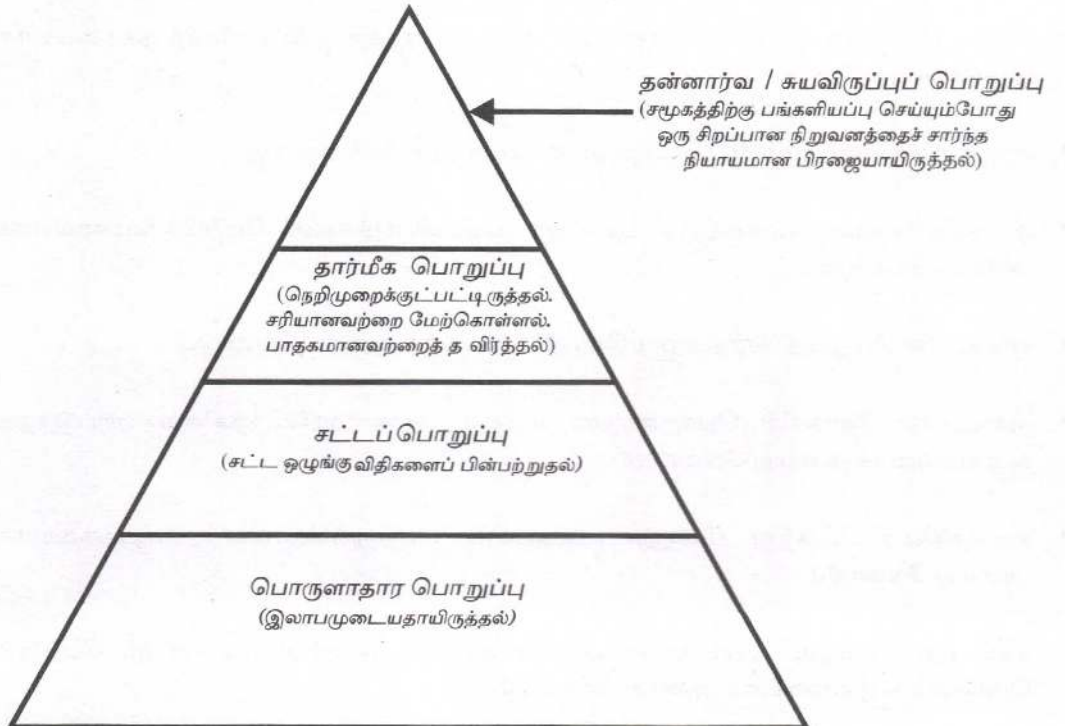 தன்னார்வ / சுயவிருப்புப் பொறுப்பு
(சமூகத்திற்கு பங்களியப்பு செய்யும்போது
ஒரு சிறப்பான நிறுவனத்தைச் சார்ந்த
நியாயமான பிரஜையாயிருத்தல்)
தார்மீக பொறுப்பு
(நெறிமுறைக்குட்பட்டிருத்தல்.
சரியானவற்றை மேற்கொள்ளல்.
பாதகமானவற்றைத் த விர்த்தல்)
சட்டப்பொறுப்பு
(சட்ட ஒழுங்குவிதிகளைப் பின்பற்றுதல்)
பொருளாதார பொறுப்பு
(இலாபமுடையதாயிருத்தல்)